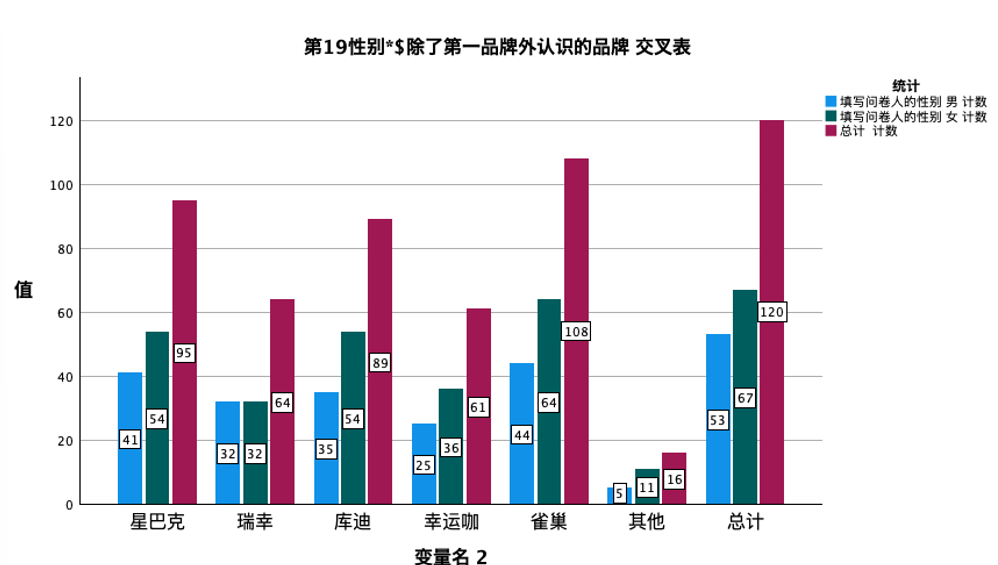 第19性别*$除了第一品牌外认识的品牌 交叉表
统计
填写问卷人的性别 男 计数
填写问卷人的性别 女 计数
总计 计数
值
120
100
80
60
40
20
0
41
54
95
32
32
64
35
54
89
25
36
61
44
64
108
5
11
16
53
67
120
星巴克
瑞幸
库迪
幸运咖
雀巢
其他
总计
变量名 2